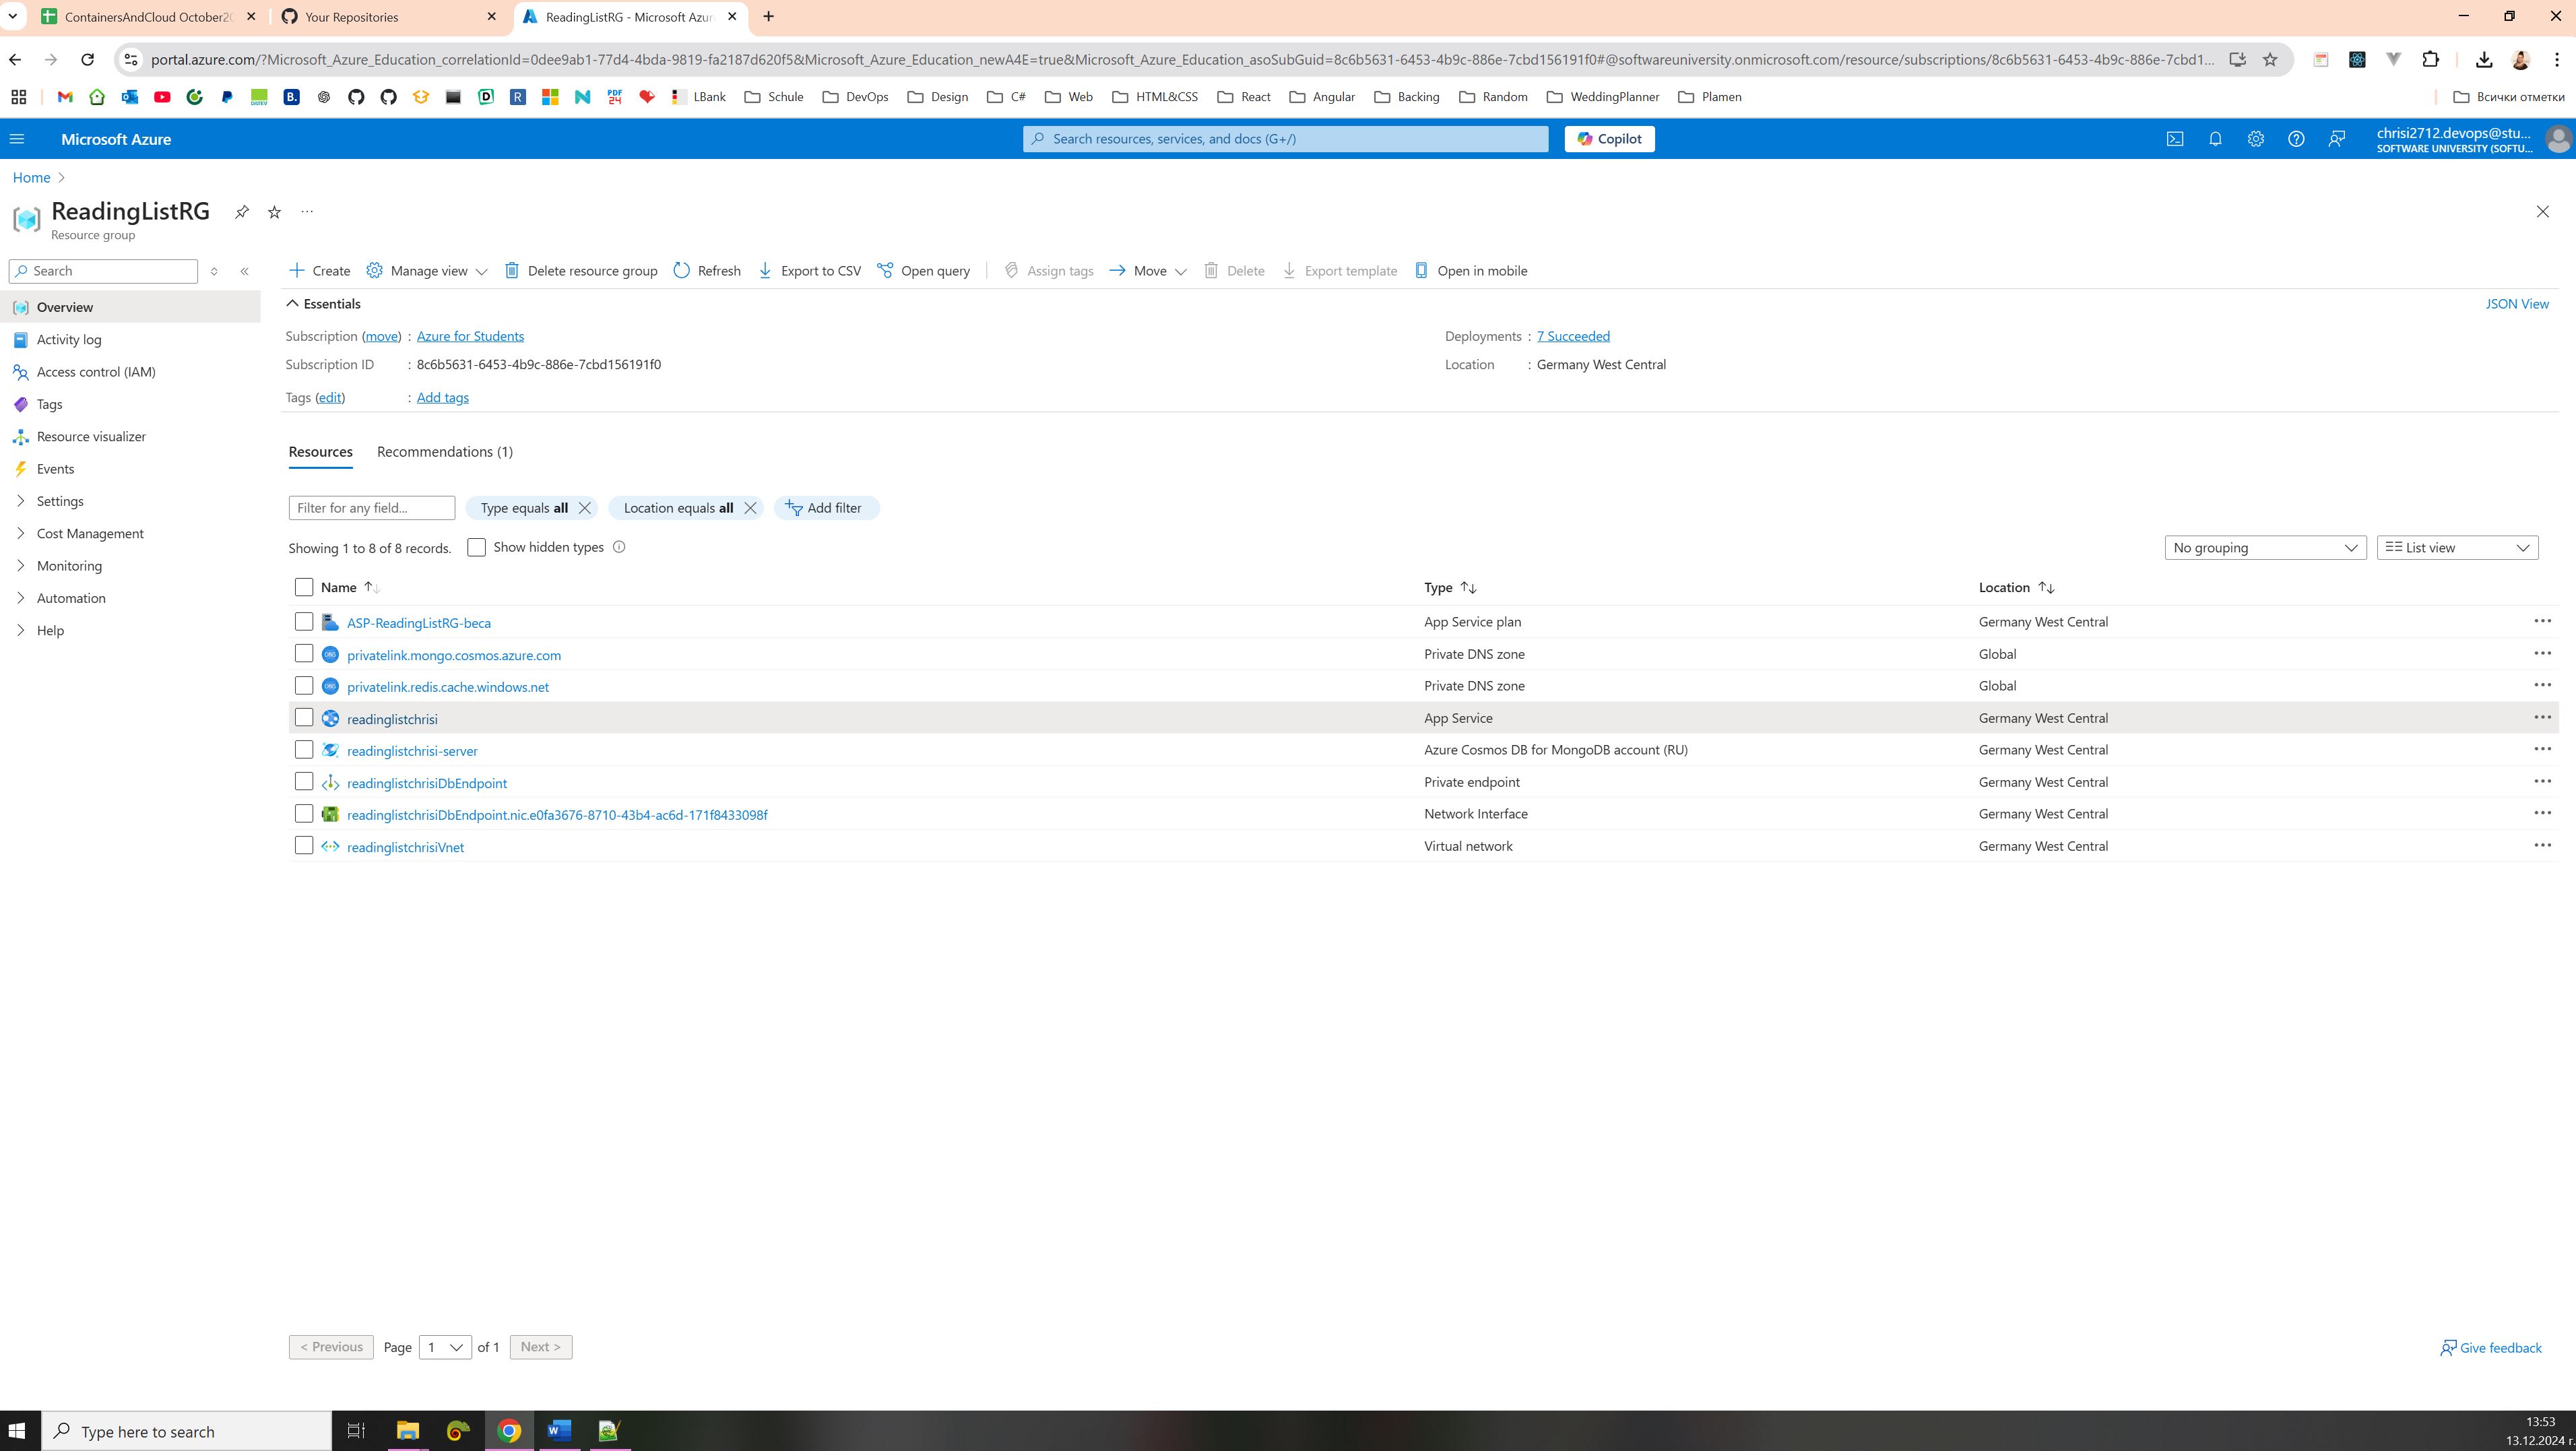 ContainersAndCloud October20
Your Repositories
ReadingListRG - Microsoft Azur
portal.azure.com/?Microsoft_Azure_Education_correlationId=0dee9ab1-77d4-4bda-9819-fa2187d620f5&Microsoft_Azure_Education_newA4E=true&Microsoft_Azure_Education_asoSubGuid=8c6b5631-6453-4b9c-886e-7cbd156191f0#@softwareuniversity.onmicrosoft.com/resource/subscriptions/8c6b5631-6453-4b9c-886e-7cbd1...
LBank Schule DevOps Design C# Web HTML&CSS React Angular Backing Random WeddingPlanner Plamen Всички отметки
Microsoft Azure
Search resources, services, and docs (G+/)
Copilot
chrisi2712.devops@stu...
SOFTWARE UNIVERSITY (SOFTU...
Home
ReadingListRG
Resource group
Search
Create Manage view Delete resource group Refresh Export to CSV Open query Assign tags Move Delete Export template Open in mobile
Overview
Activity log
Access control (IAM)
Tags
Resource visualizer
Events
Settings
Cost Management
Monitoring
Automation
Help
Essentials
JSON View
Subscription (move) : Azure for Students
Subscription ID : 8c6b5631-6453-4b9c-886e-7cbd156191f0
Tags (edit) : Add tags
Deployments : 7 Succeeded
Location : Germany West Central
Resources Recommendations (1)
Filter for any field... Type equals all Location equals all Add filter
Showing 1 to 8 of 8 records. Show hidden types
No grouping List view
Name Type Location
ASP-ReadingListRG-beca App Service plan Germany West Central
privatelink.mongo.cosmos.azure.com Private DNS zone Global
privatelink.redis.cache.windows.net Private DNS zone Global
readinglistchrisi App Service Germany West Central
readinglistchrisi-server Azure Cosmos DB for MongoDB account (RU) Germany West Central
readinglistchrisiDbEndpoint Private endpoint Germany West Central
readinglistchrisiDbEndpoint.nic.e0fa3676-8710-43b4-ac6d-171f8433098f Network Interface Germany West Central
readinglistchrisiVnet Virtual network Germany West Central
< Previous Page 1 of 1 Next >
Give feedback
Type here to search
13:53
13.12.2024 г.